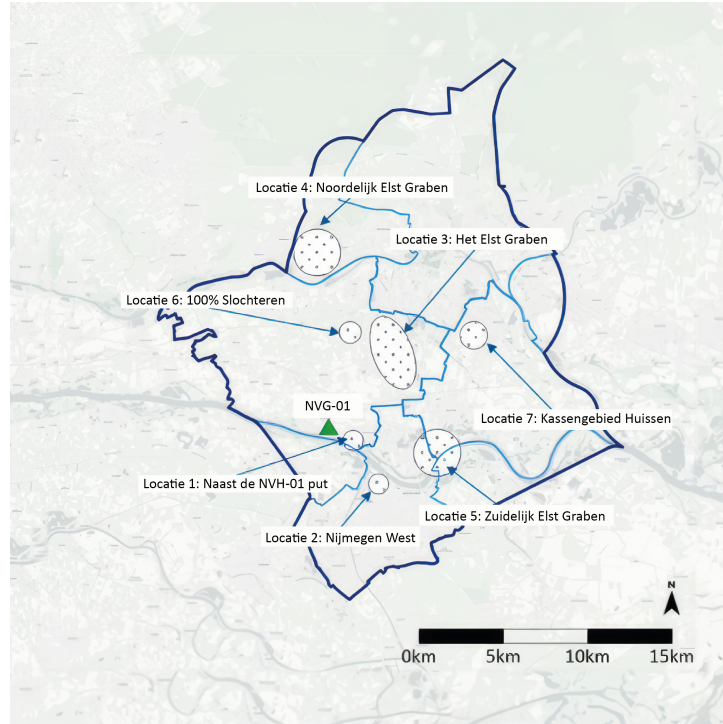 Locatie 4: Noordelijk Elst Graben
Locatie 3: Het Elst Graben
Locatie 6: 100% Slochteren
NVG-01
Locatie 7: Kassengebied Huissen
Locatie 1: Naast de NVH-01 put
Locatie 5: Zuidelijk Elst Graben
Locatie 2: Nijmegen West
N
0km 5km 10km 15km